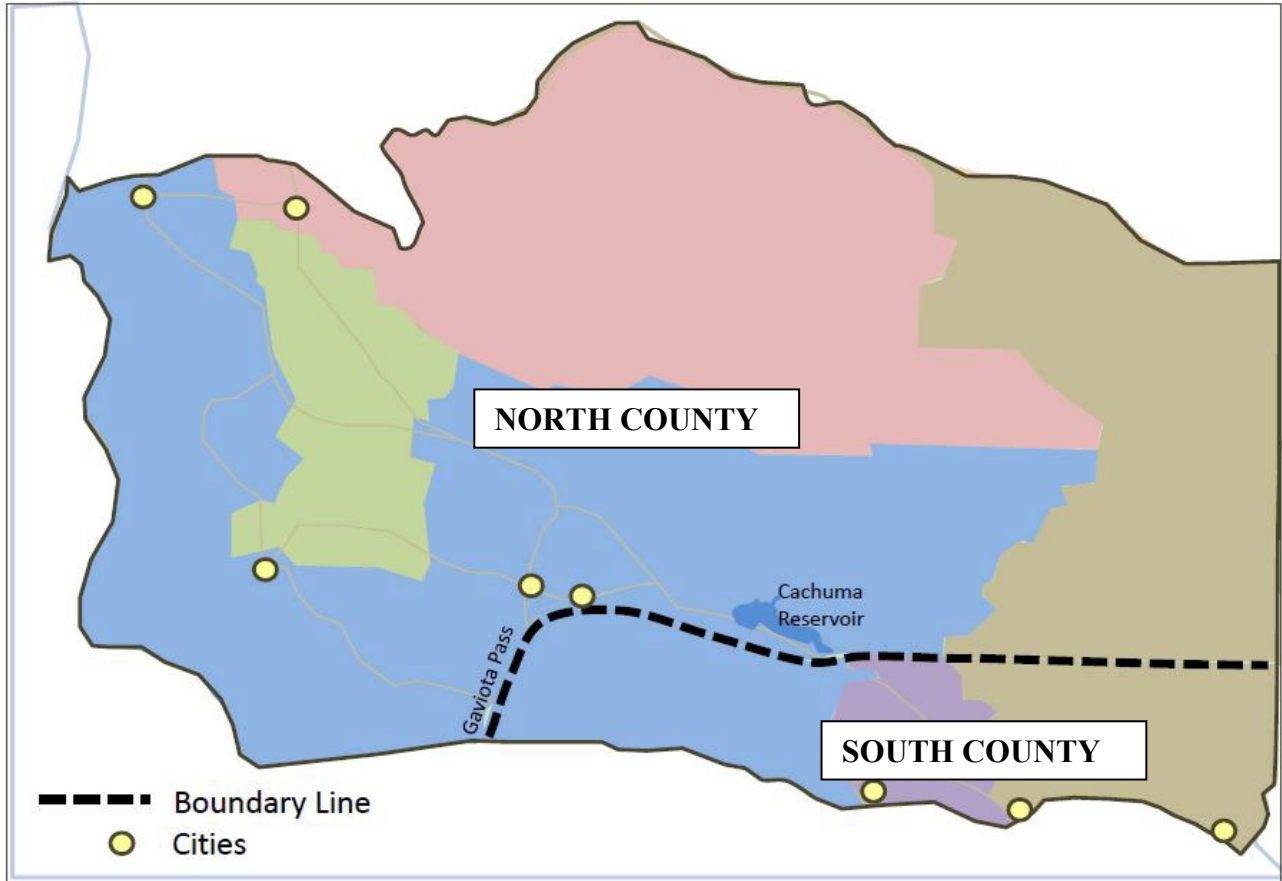 NORTH COUNTY
Cachuma
Reservoir
Gaviota Pass
SOUTH COUNTY
Boundary Line
Cities